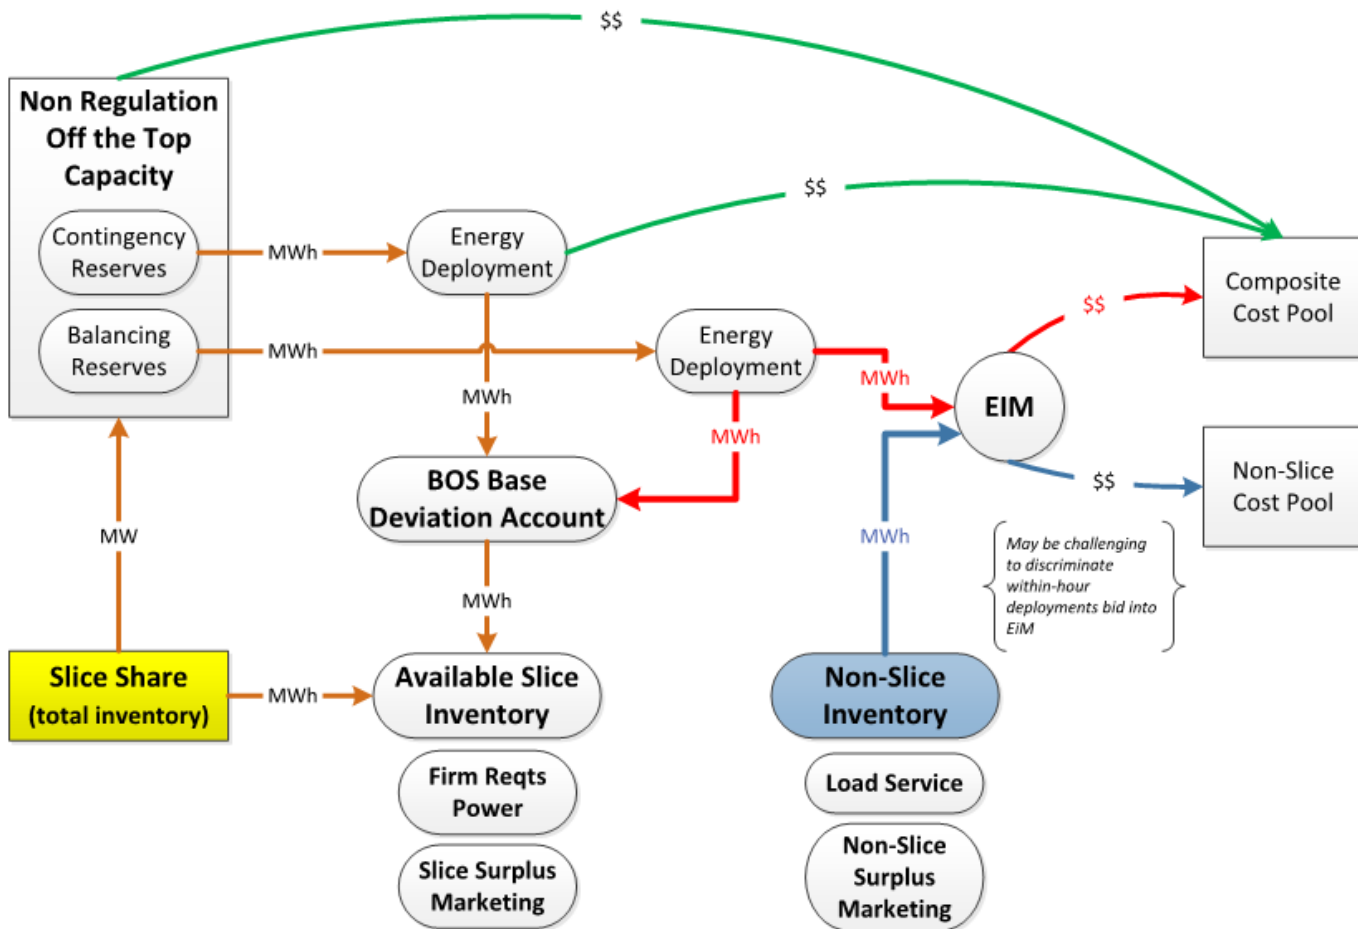 $$
Non Regulation
Off the Top
Capacity
$$
Contingency
Reserves
MWh
Energy
Deployment
Composite
Cost Pool
$$
Balancing
Reserves
MWh
Energy
Deployment
MWh
EIM
MWh
MWh
BOS Base
Deviation Account
$$
Non-Slice
Cost Pool
MW
MWh
May be challenging
to discriminate
within-hour
deployments bid into
EiM
MWh
Slice Share
(total inventory)
MWh
Available Slice
Inventory
Non-Slice
Inventory
Firm Reqts
Power
Load Service
Slice Surplus
Marketing
Non-Slice
Surplus
Marketing